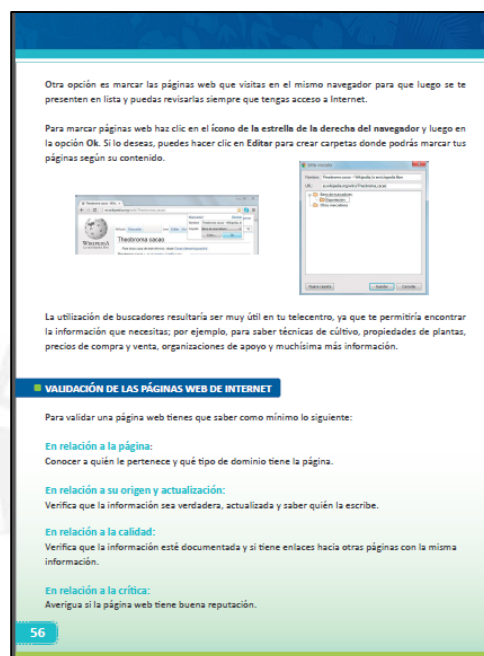 Otra opción es marcar las páginas web que visitas en el mismo navegador para que luego se te
presenten en lista y puedas revisarlas siempre que tengas acceso a Internet.
Para marcar páginas web haz clic en el ícono de la estrella de la derecha del navegador y luego en
la opción Ok. Si lo deseas, puedes hacer clic en Editar para crear carpetas donde podrás marcar tus
páginas según su contenido.
WIKIPEDIA
Theobroma cacao
La utilización de buscadores resultaría ser muy útil en tu telecentro, ya que te permitiría encontrar
la información que necesitas; por ejemplo, para saber técnicas de cúltivo, propiedades de plantas,
precios de compra y venta, organizaciones de apoyo y muchísima más información.
VALIDACIÓN DE LAS PÁGINAS WEB DE INTERNET
Para validar una página web tienes que saber como mínimo lo siguiente:
En relación a la página:
Conocer a quién le pertenece y qué tipo de dominio tiene la página.
En relación a su origen y actualización:
Verifica que la información sea verdadera, actualizada y saber quién la escribe.
En relación a la calidad:
Verifica que la información esté documentada y si tiene enlaces hacia otras páginas con la misma
información.
En relación a la crítica:
Averigua si la página web tiene buena reputación.
56